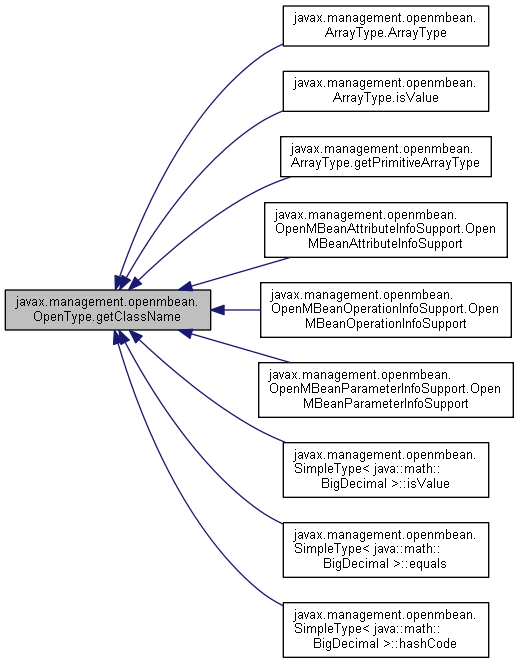 javax.management.openmbean.
ArrayType.ArrayType
javax.management.openmbean.
ArrayType.isValue
javax.management.openmbean.
ArrayType.getPrimitiveArrayType
javax.management.openmbean.
OpenMBeanAttributeInfoSupport.Open
MBeanAttributeInfoSupport
javax.management.openmbean.
OpenType.getClassName
javax.management.openmbean.
OpenMBeanOperationInfoSupport.Open
MBeanOperationInfoSupport
javax.management.openmbean.
OpenMBeanParameterInfoSupport.Open
MBeanParameterInfoSupport
javax.management.openmbean.
SimpleType< java::math::
BigDecimal >::isValue
javax.management.openmbean.
SimpleType< java::math::
BigDecimal >::equals
javax.management.openmbean.
SimpleType< java::math::
BigDecimal >::hashCode